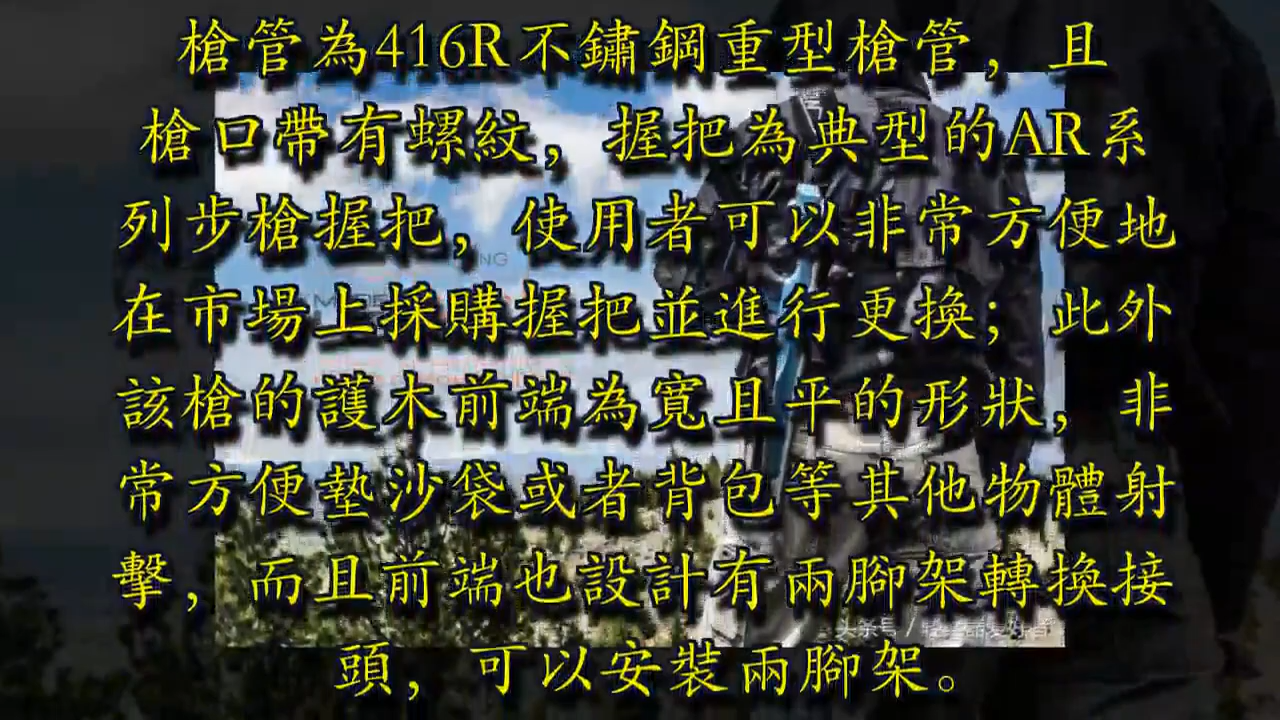 槍管為416R不鏽鋼重型槍管，且
槍口帶有螺紋，握把為典型的AR系
列步槍握把，使用者可以非常方便地
在市場上採購握把並進行更換；此外
該槍的護木前端為寬且平的形狀，非
常方便墊沙袋或者背包等其他物體射
擊，而且前端也設計有兩腳架轉換接
頭，可以安裝兩腳架。
头条号 /